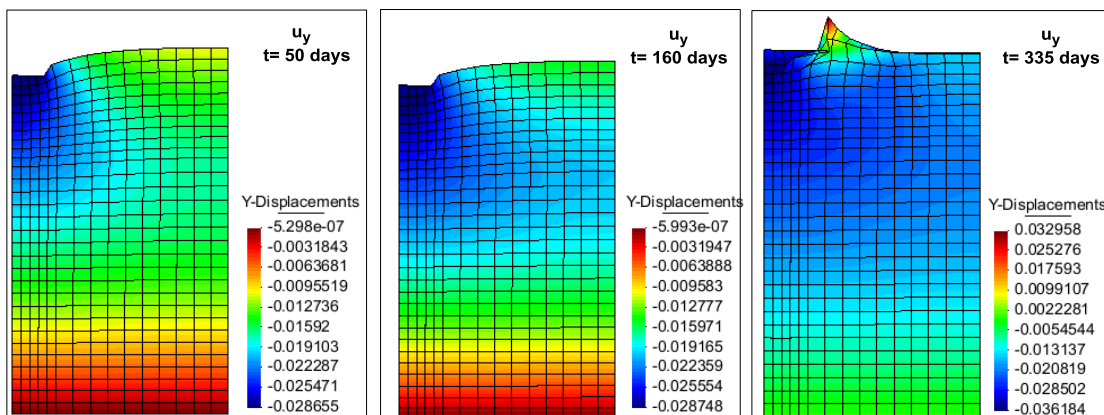 u_y
t= 50 days
Y-Displacements
-5.298e-07
-0.0031843
-0.0063681
-0.0095519
-0.012736
-0.01592
-0.019103
-0.022287
-0.025471
-0.028655
u_y
t= 160 days
Y-Displacements
-5.993e-07
-0.0031947
-0.0063888
-0.009583
-0.012777
-0.015971
-0.019165
-0.022359
-0.025554
-0.028748
u_y
t= 335 days
Y-Displacements
0.032958
0.025276
0.017593
0.0099107
0.0022281
-0.0054544
-0.013137
-0.020819
-0.028502
-0.036184